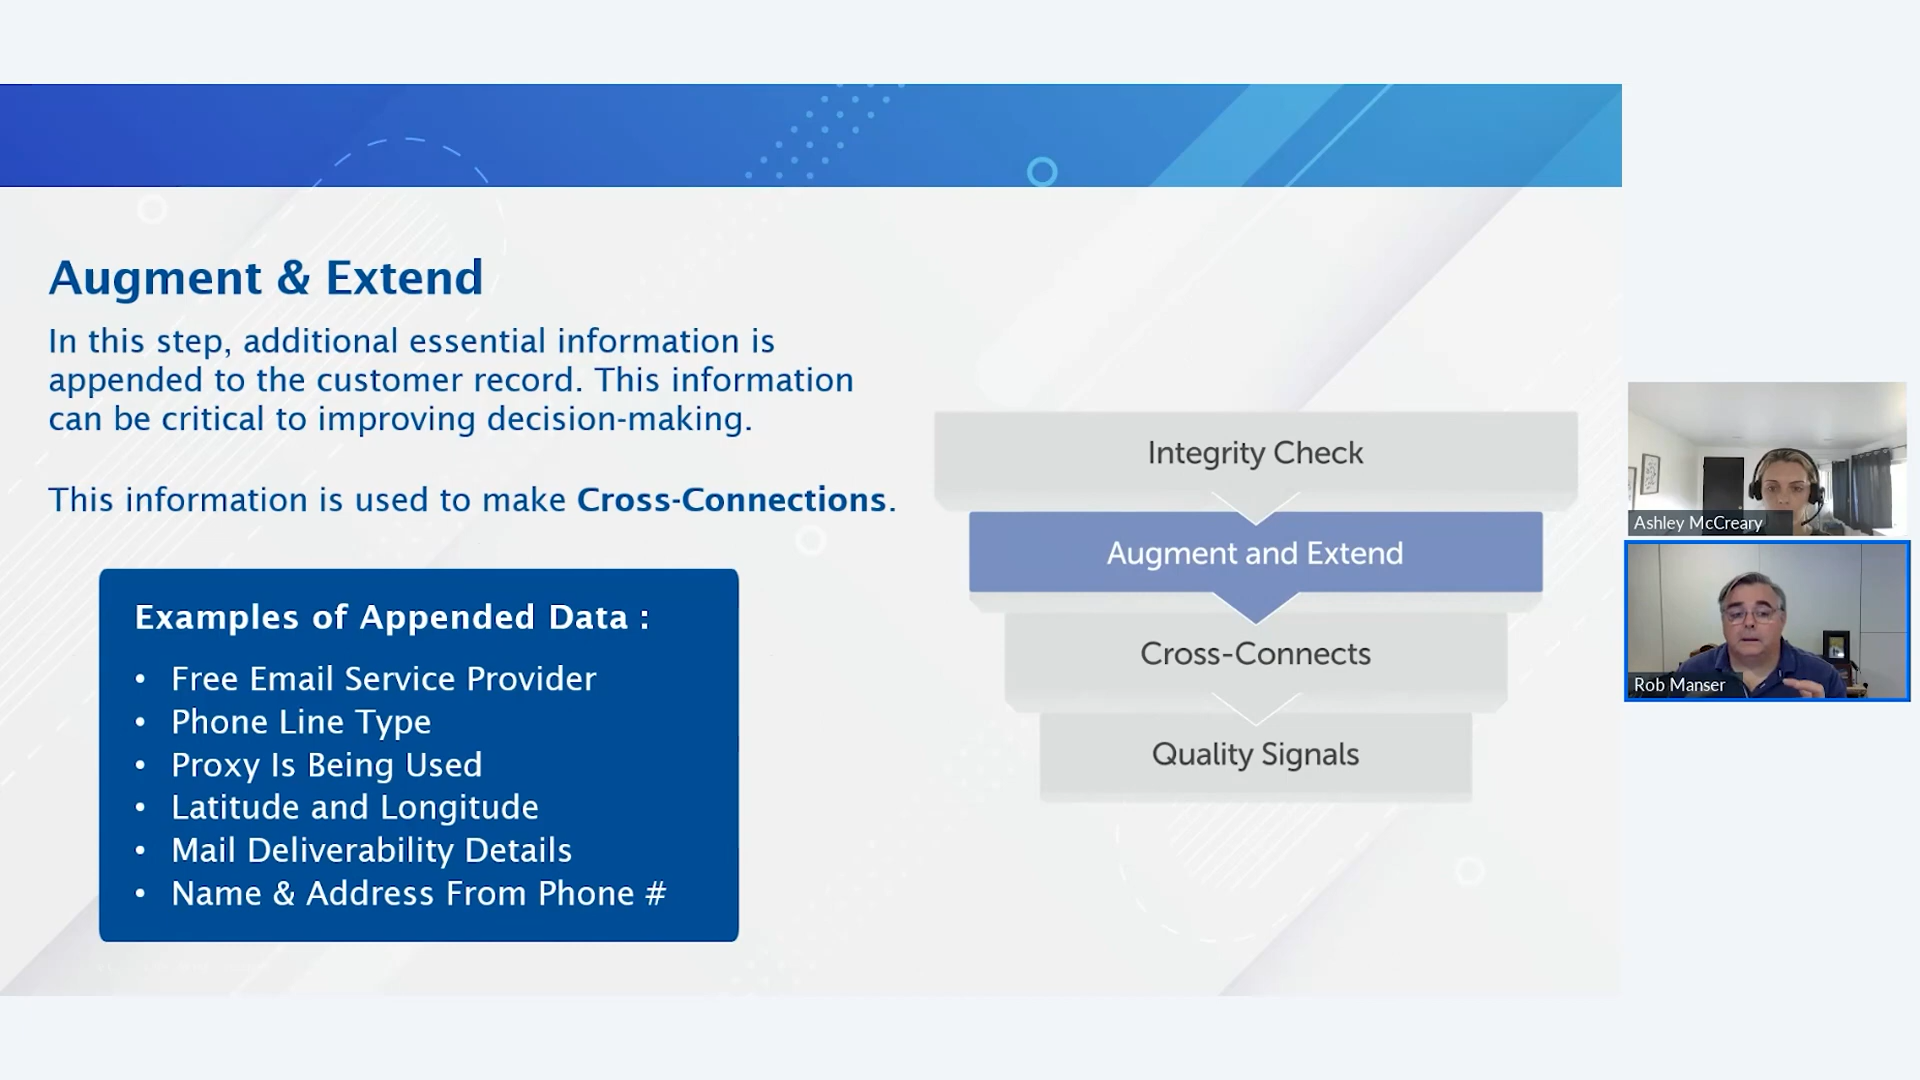 Augment & Extend
In this step, additional essential information is
appended to the customer record. This information
can be critical to improving decision-making.
This information is used to make Cross-Connections.
Examples of Appended Data :
• Free Email Service Provider
• Phone Line Type
• Proxy Is Being Used
• Latitude and Longitude
• Mail Deliverability Details
• Name & Address From Phone #
Integrity Check
Augment and Extend
Cross-Connects
Quality Signals
Ashley McCreary
Rob Manser